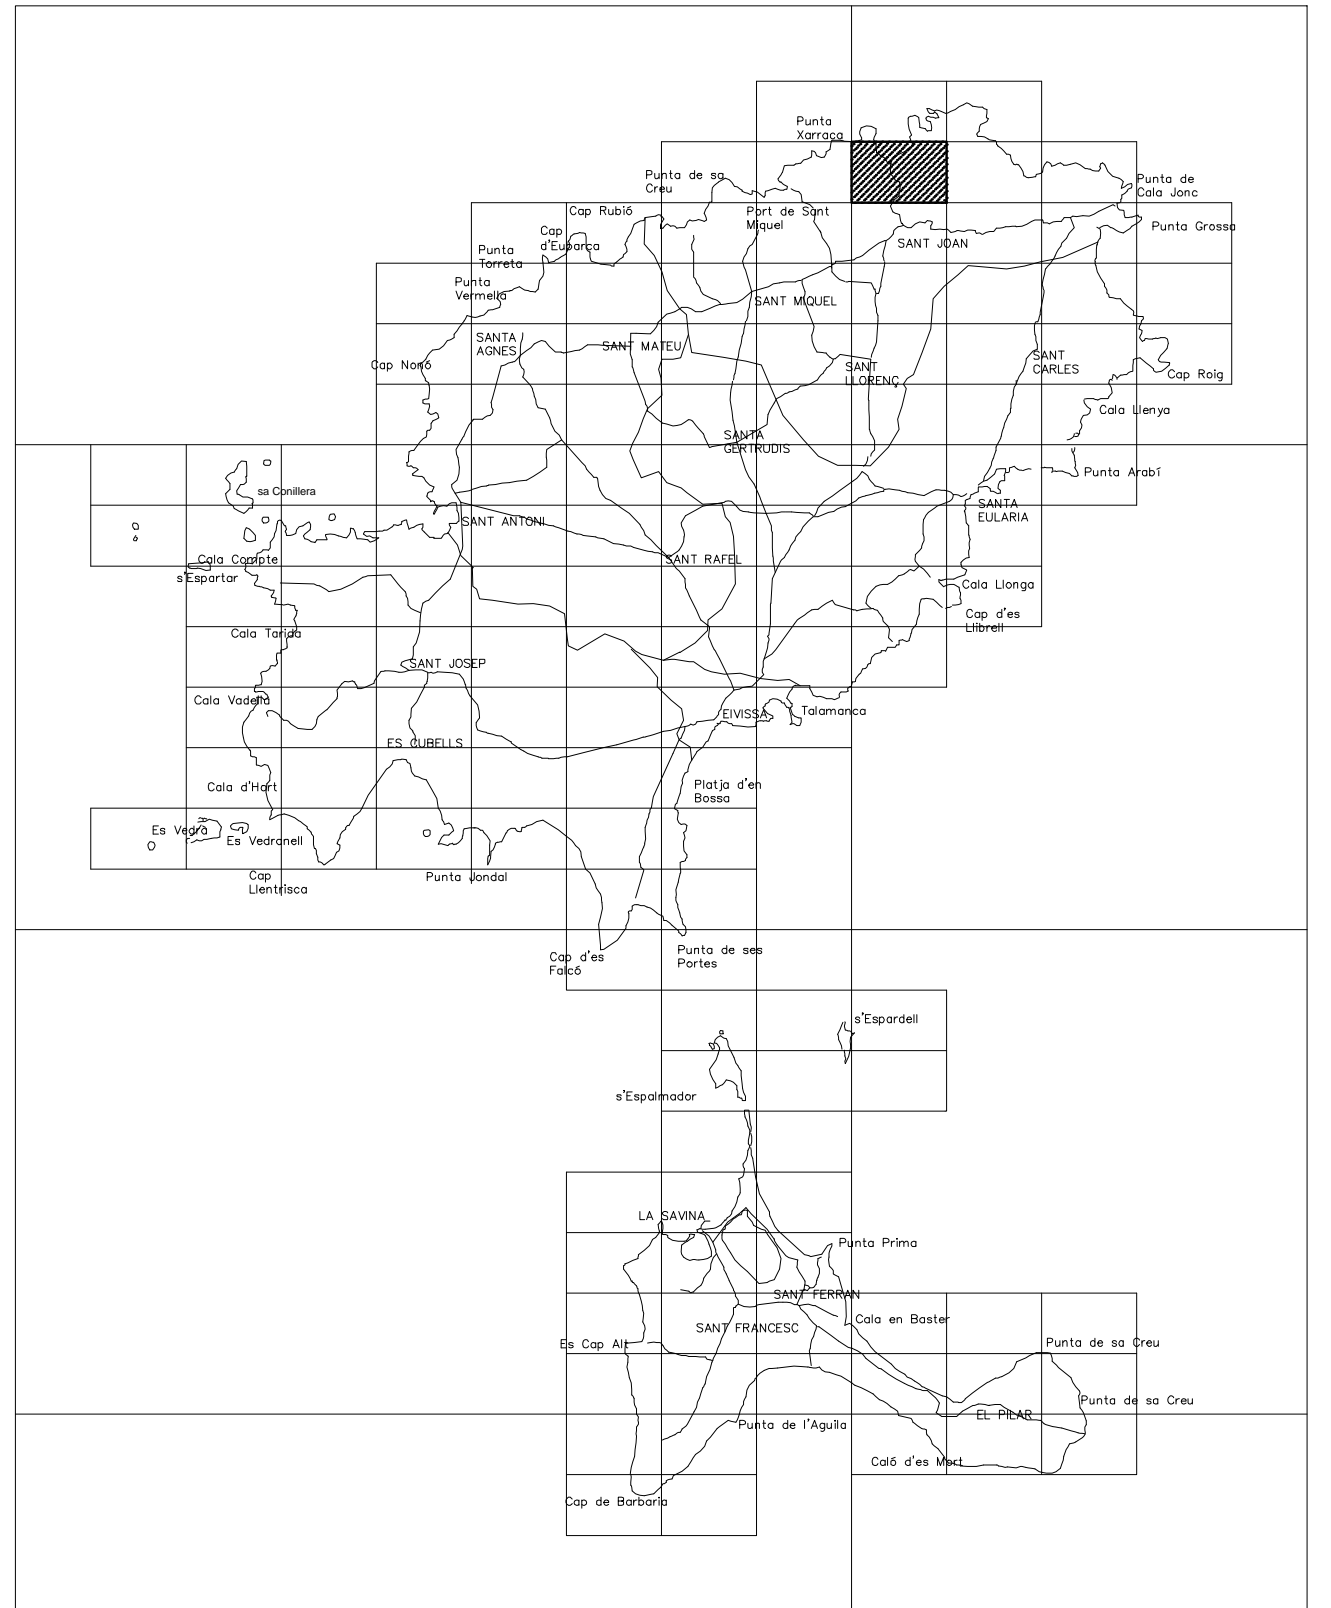 Punta
Xarraca
Punta de sa
Creu
Punta de
Cala Jonc
Cap Rubió
Port de Sant
Miquel
Punta Grossa
Cap
d'Eubarca
SANT JOAN
Punta
Torreta
Punta
Vermella
SANT MIQUEL
SANTA
AGNES
SANT MATEU
Cap Nonó
SANT
LLORENÇ
SANT
CARLES
Cap Roig
Cala Llenya
SANTA
GERTRUDIS
Punta Arabí
sa Conillera
SANTA
EULARIA
SANT ANTONI
Cala Compte
SANT RAFEL
s'Espartar
Cala Llonga
Cap d'es
Llibrell
Cala Tarida
SANT JOSEP
Cala Vadella
EIVISSA
Talamanca
ES CUBELLS
Cala d'Hart
Platja d'en
Bossa
Es Vedrà
Es Vedranell
Cap
Llentrisca
Punta Jondal
Cap d'es
Falcó
Punta de ses
Portes
s'Espardell
s'Espalmador
LA SAVINA
Punta Prima
SANT FERRAN
Cala en Baster
SANT FRANCESC
Es Cap Alt
Punta de sa Creu
Punta de sa Creu
EL PILAR
Punta de l'Aguila
Caló d'es Mort
Cap de Barbaria